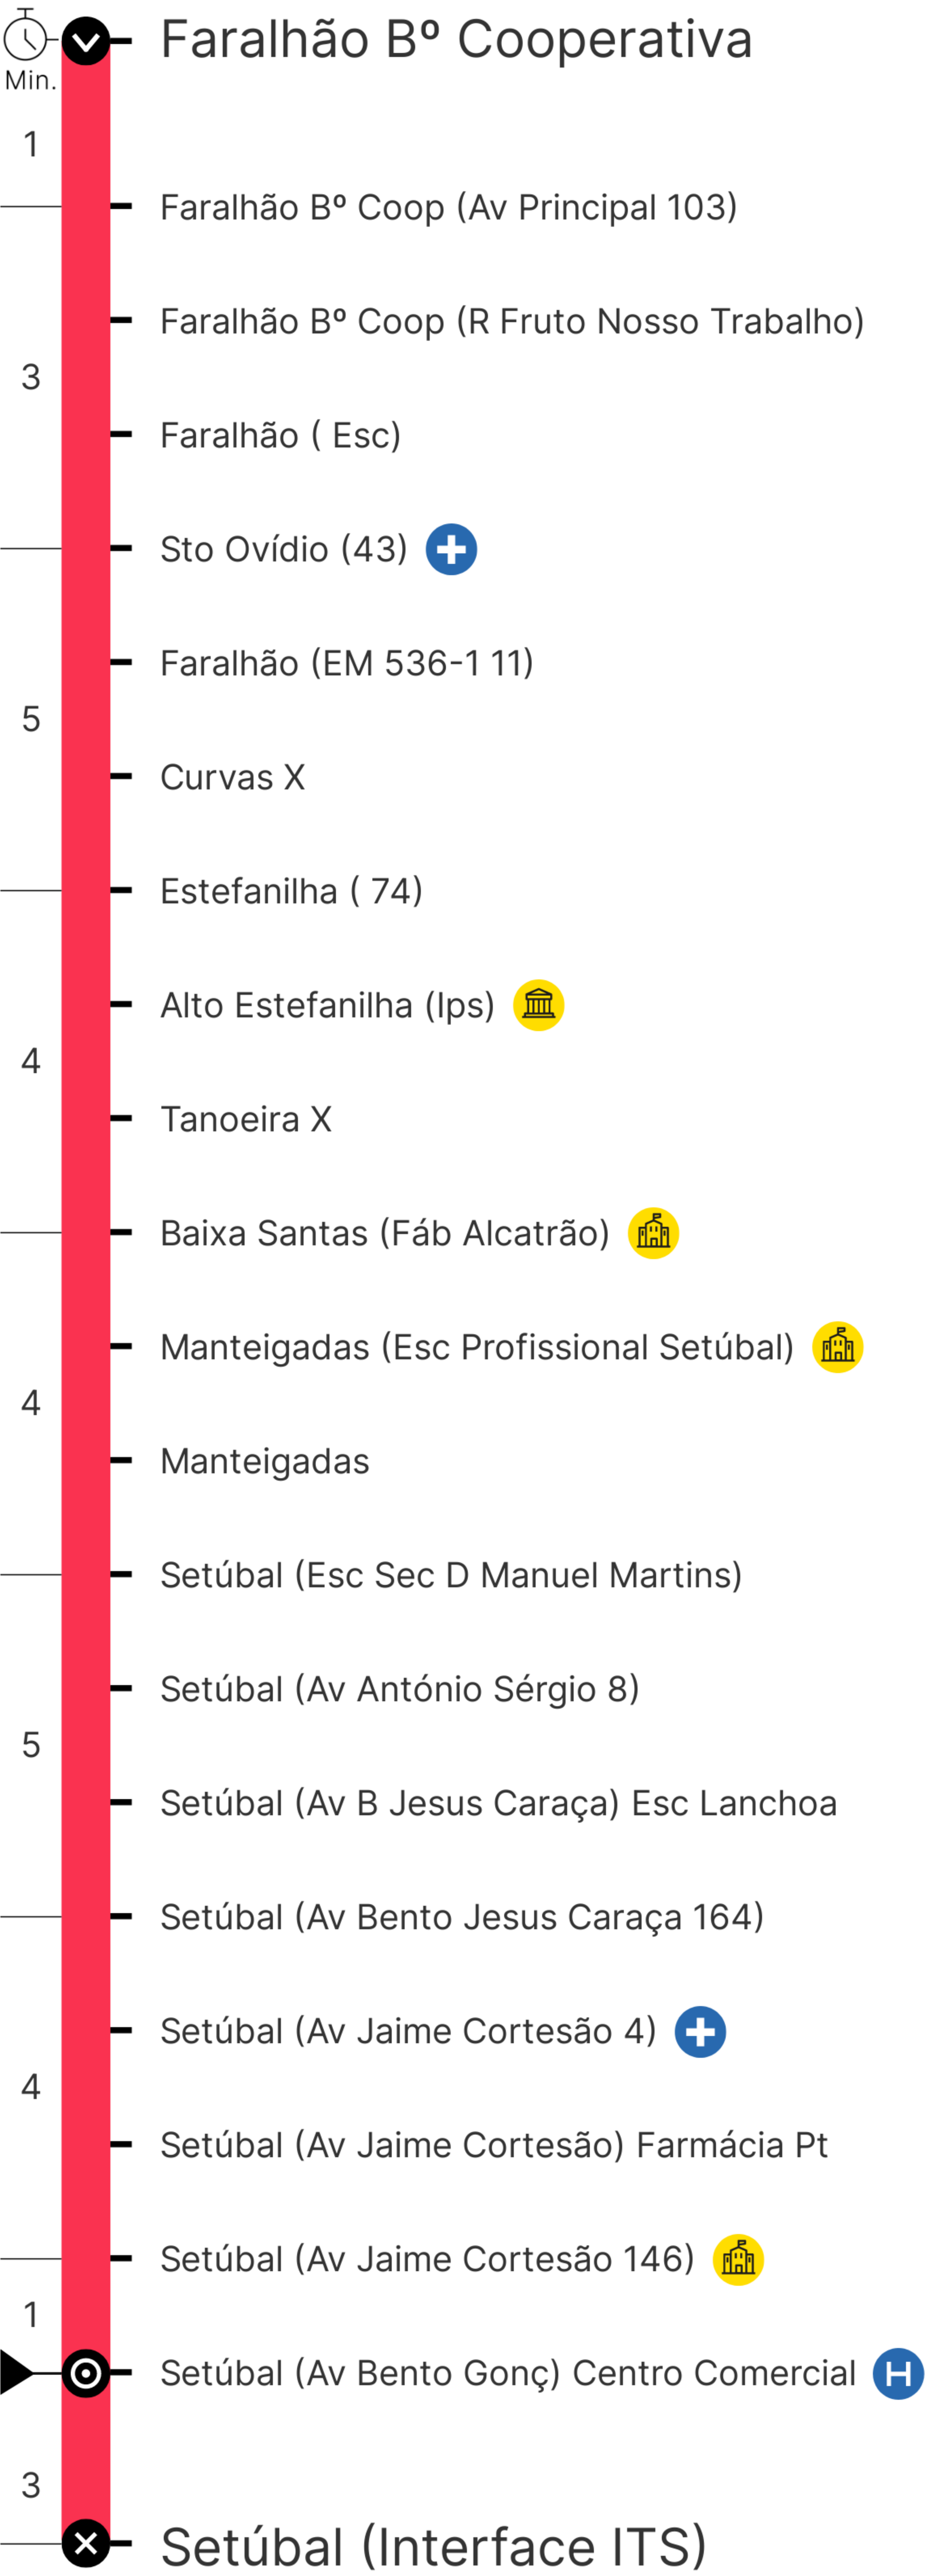 Faralhão Bº Cooperativa
Min.
1
Faralhão Bº Coop (Av Principal 103)
Faralhão Bº Coop (R Fruto Nosso Trabalho)
3
Faralhão ( Esc)
Sto Ovídio (43)
Faralhão (EM 536-1 11)
5
Curvas X
Estefanilha ( 74)
Alto Estefanilha (Ips)
4
Tanoeira X
Baixa Santas (Fáb Alcatrão)
Manteigadas (Esc Profissional Setúbal)
4
Manteigadas
Setúbal (Esc Sec D Manuel Martins)
Setúbal (Av António Sérgio 8)
5
Setúbal (Av B Jesus Caraça) Esc Lanchoa
Setúbal (Av Bento Jesus Caraça 164)
Setúbal (Av Jaime Cortesão 4)
4
Setúbal (Av Jaime Cortesão) Farmácia Pt
Setúbal (Av Jaime Cortesão 146)
1
Setúbal (Av Bento Gonç) Centro Comercial H
3
Setúbal (Interface ITS)